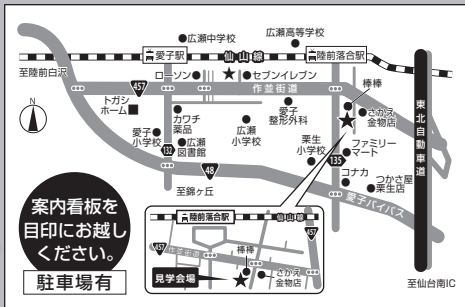 広瀬中学校
広瀬高等学校
愛子駅
仙山線
陸前落合駅
至陸前白沢
ローソン
セブンイレブン
457
作並街道
棒棒
さかえ
金物店
N
トガシ
ホーム
カワチ
薬品
愛子
整形外科
愛子
小学校
広瀬
図書館
広瀬
小学校
栗生
小学校
ファミリー
マート
132
135
48
コナカ
つかさ屋
栗生店
東北自動車道
至錦ヶ丘
愛子バイパス
案内看板を
目印にお越し
ください。
駐車場有
陸前落合駅
仙山線
457
457
作並街道
棒棒
見学会場
さかえ
金物店
至仙台南IC